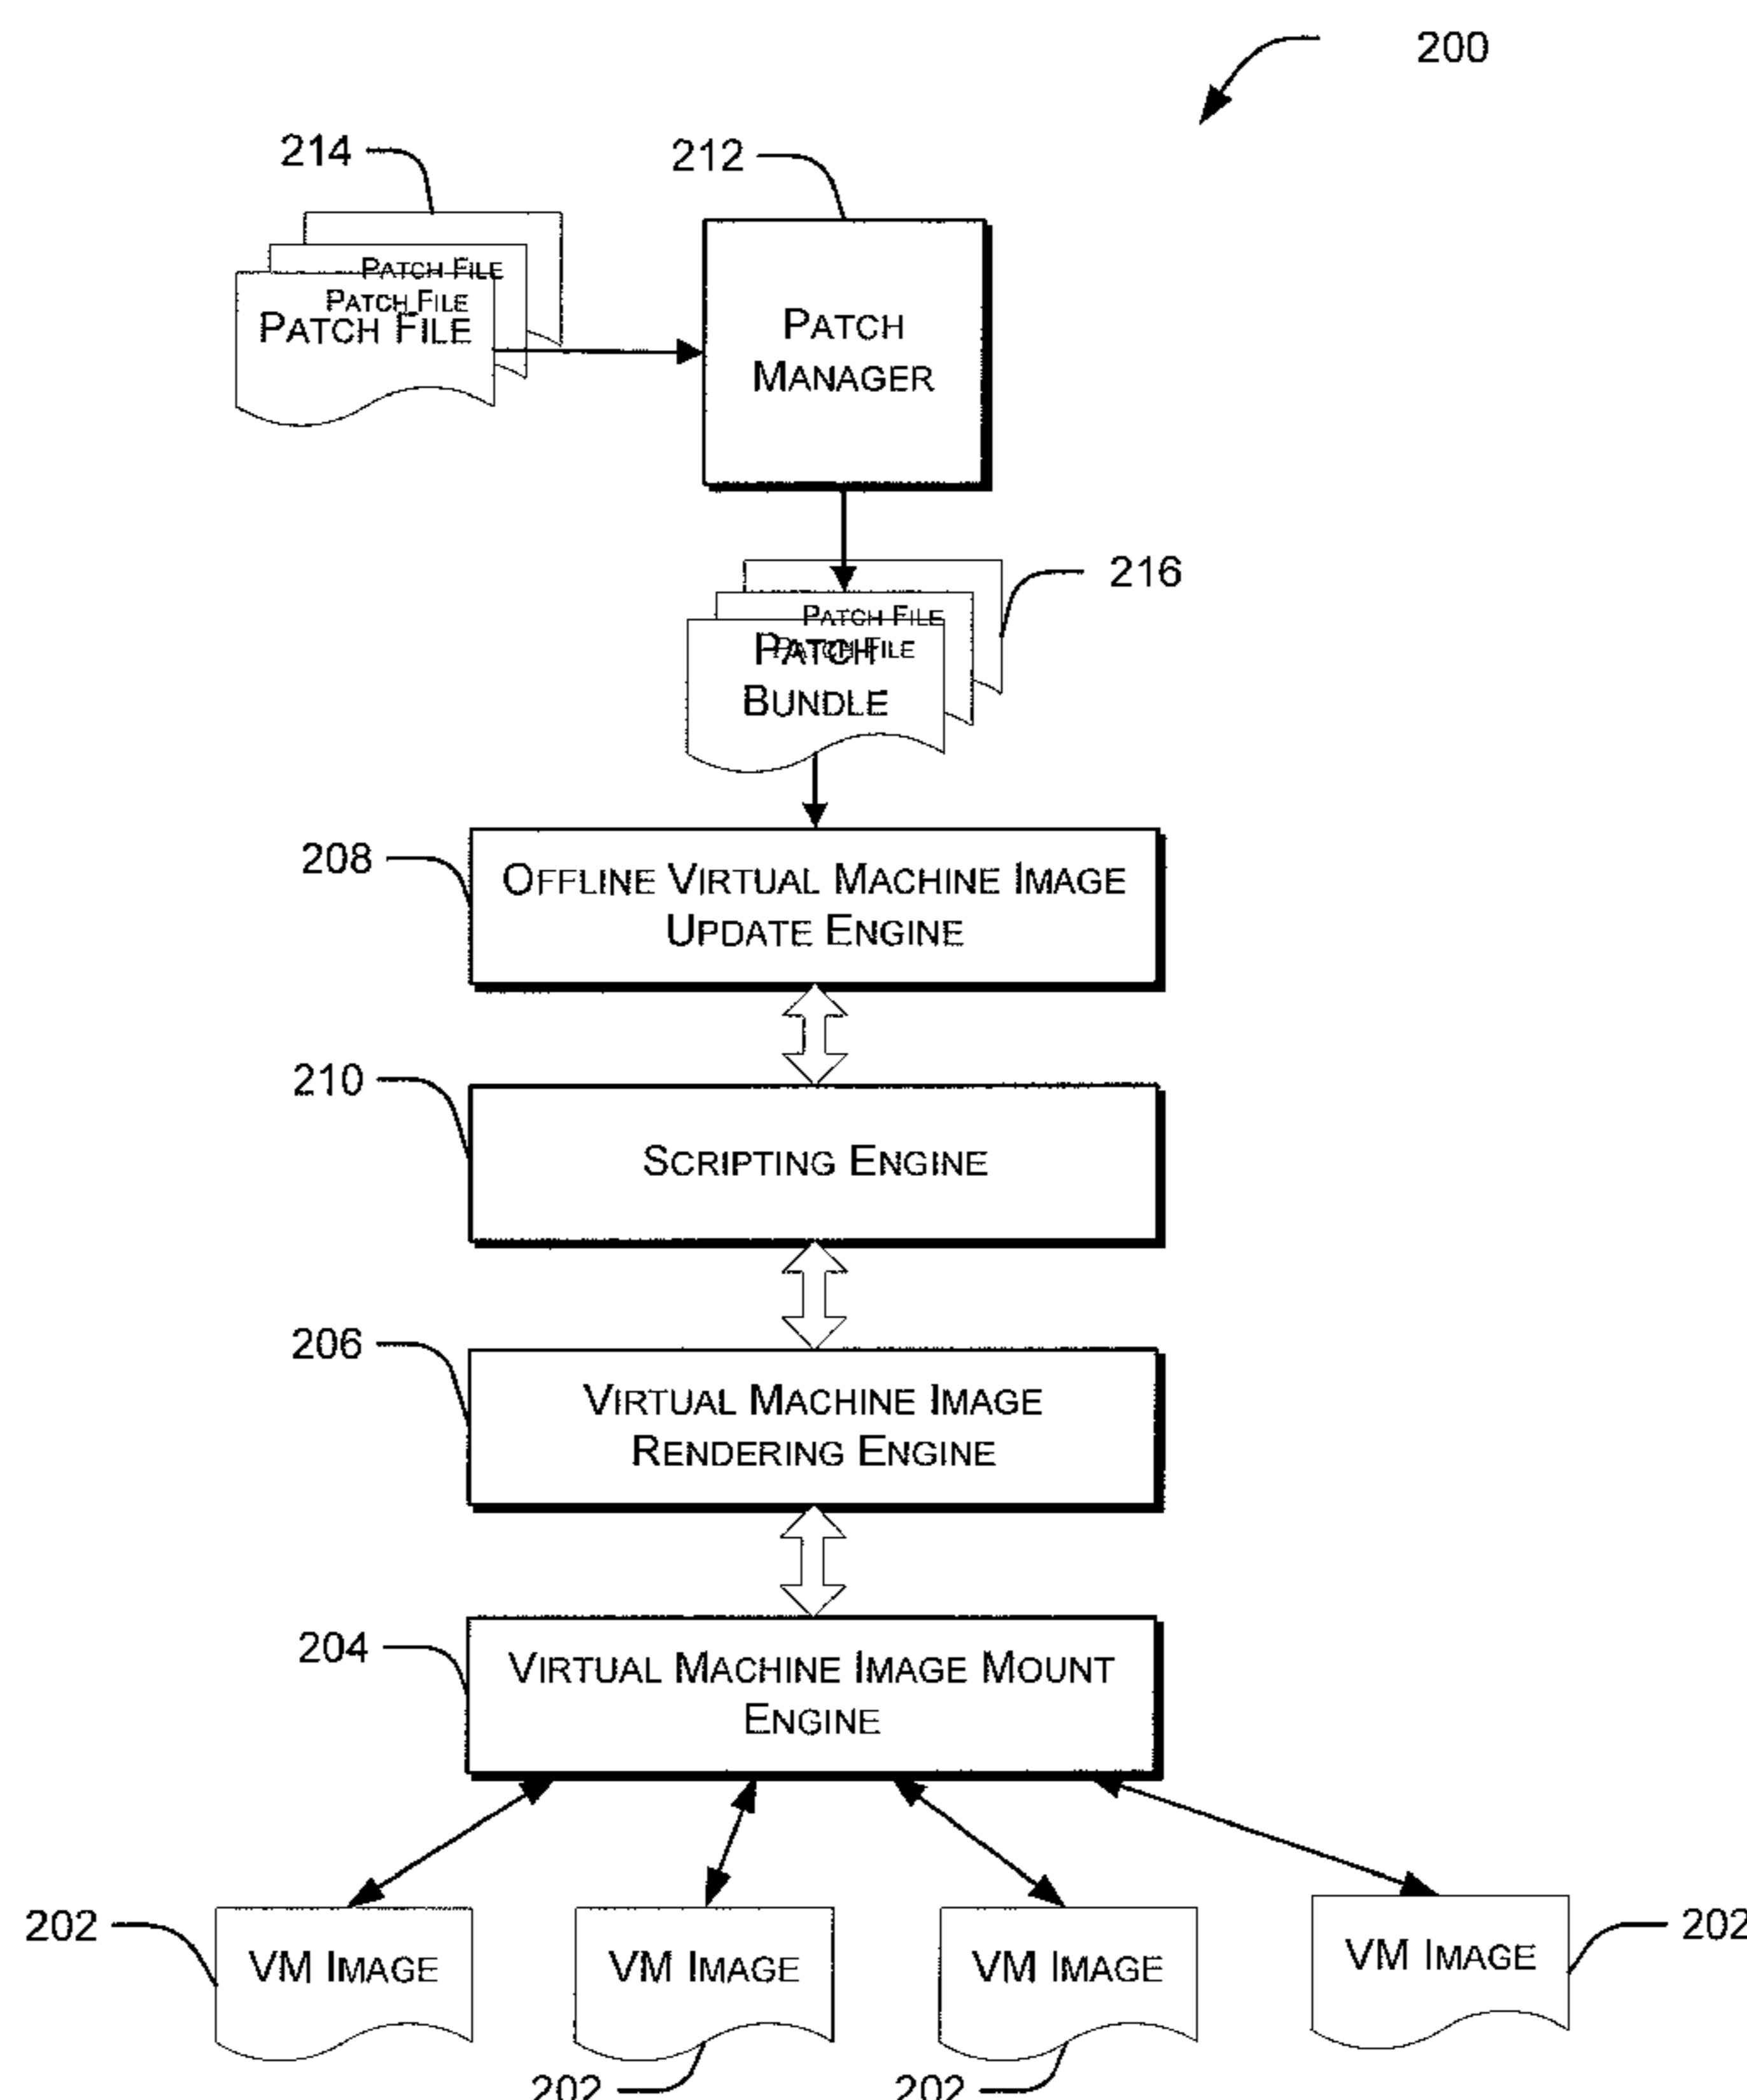 200
214
212
PATCH FILE
PATCH FILE
PATCH FILE
PATCH
MANAGER
216
PATCH FILE
PATCH FILE
PATCH
BUNDLE
208
OFFLINE VIRTUAL MACHINE IMAGE
UPDATE ENGINE
210
SCRIPTING ENGINE
206
VIRTUAL MACHINE IMAGE
RENDERING ENGINE
204
VIRTUAL MACHINE IMAGE MOUNT
ENGINE
202
VM IMAGE
VM IMAGE
VM IMAGE
VM IMAGE
202
202
202